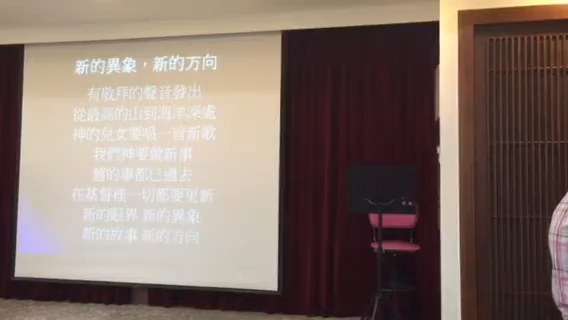 新的異象，新的方向
有敬拜的聲音發出
從最高的山到海洋深處
神的兒女要唱一首新歌
我們神要做新事
舊的事都已過去
在基督裡一切都要更新
新的眼界 新的異象
新的故事 新的方向